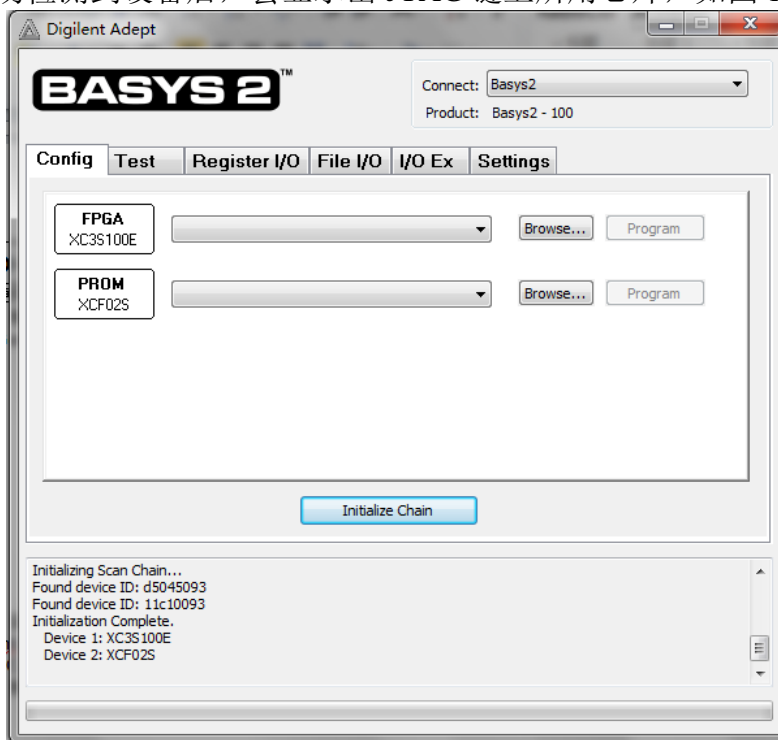 Digilent Adept
BASYS 2™
Connect: Basys2
Product: Basys2 - 100
Config Test Register I/O File I/O I/O Ex Settings
FPGA
XC3S100E
Browse... Program
PROM
XCF02S
Browse... Program
Initialize Chain
Initializing Scan Chain...
Found device ID: d5045093
Found device ID: 11c10093
Initialization Complete.
Device 1: XC3S100E
Device 2: XCF02S